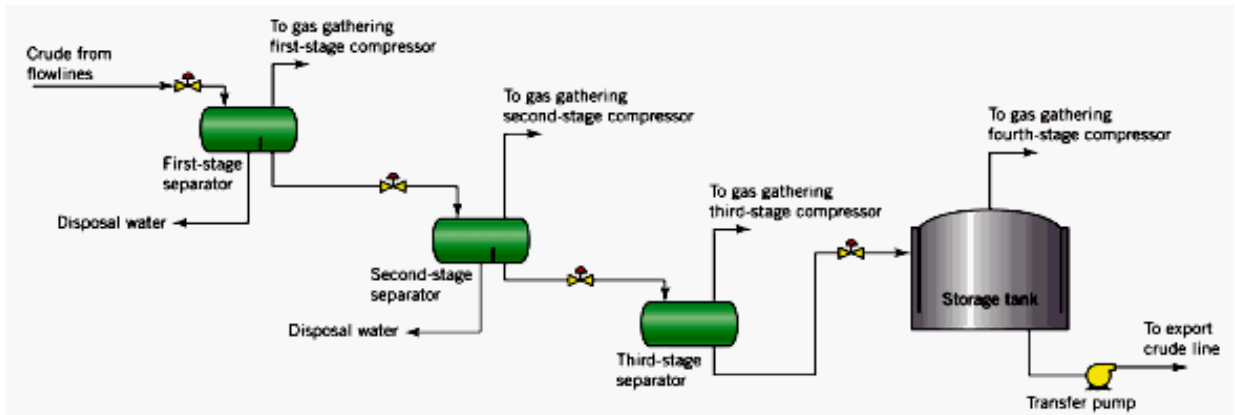 Crude from
flowlines
To gas gathering
first-stage compressor
First-stage
separator
Disposal water
To gas gathering
second-stage compressor
Second-stage
separator
Disposal water
To gas gathering
third-stage compressor
Third-stage
separator
To gas gathering
fourth-stage compressor
Storage tank
To export
crude line
Transfer pump